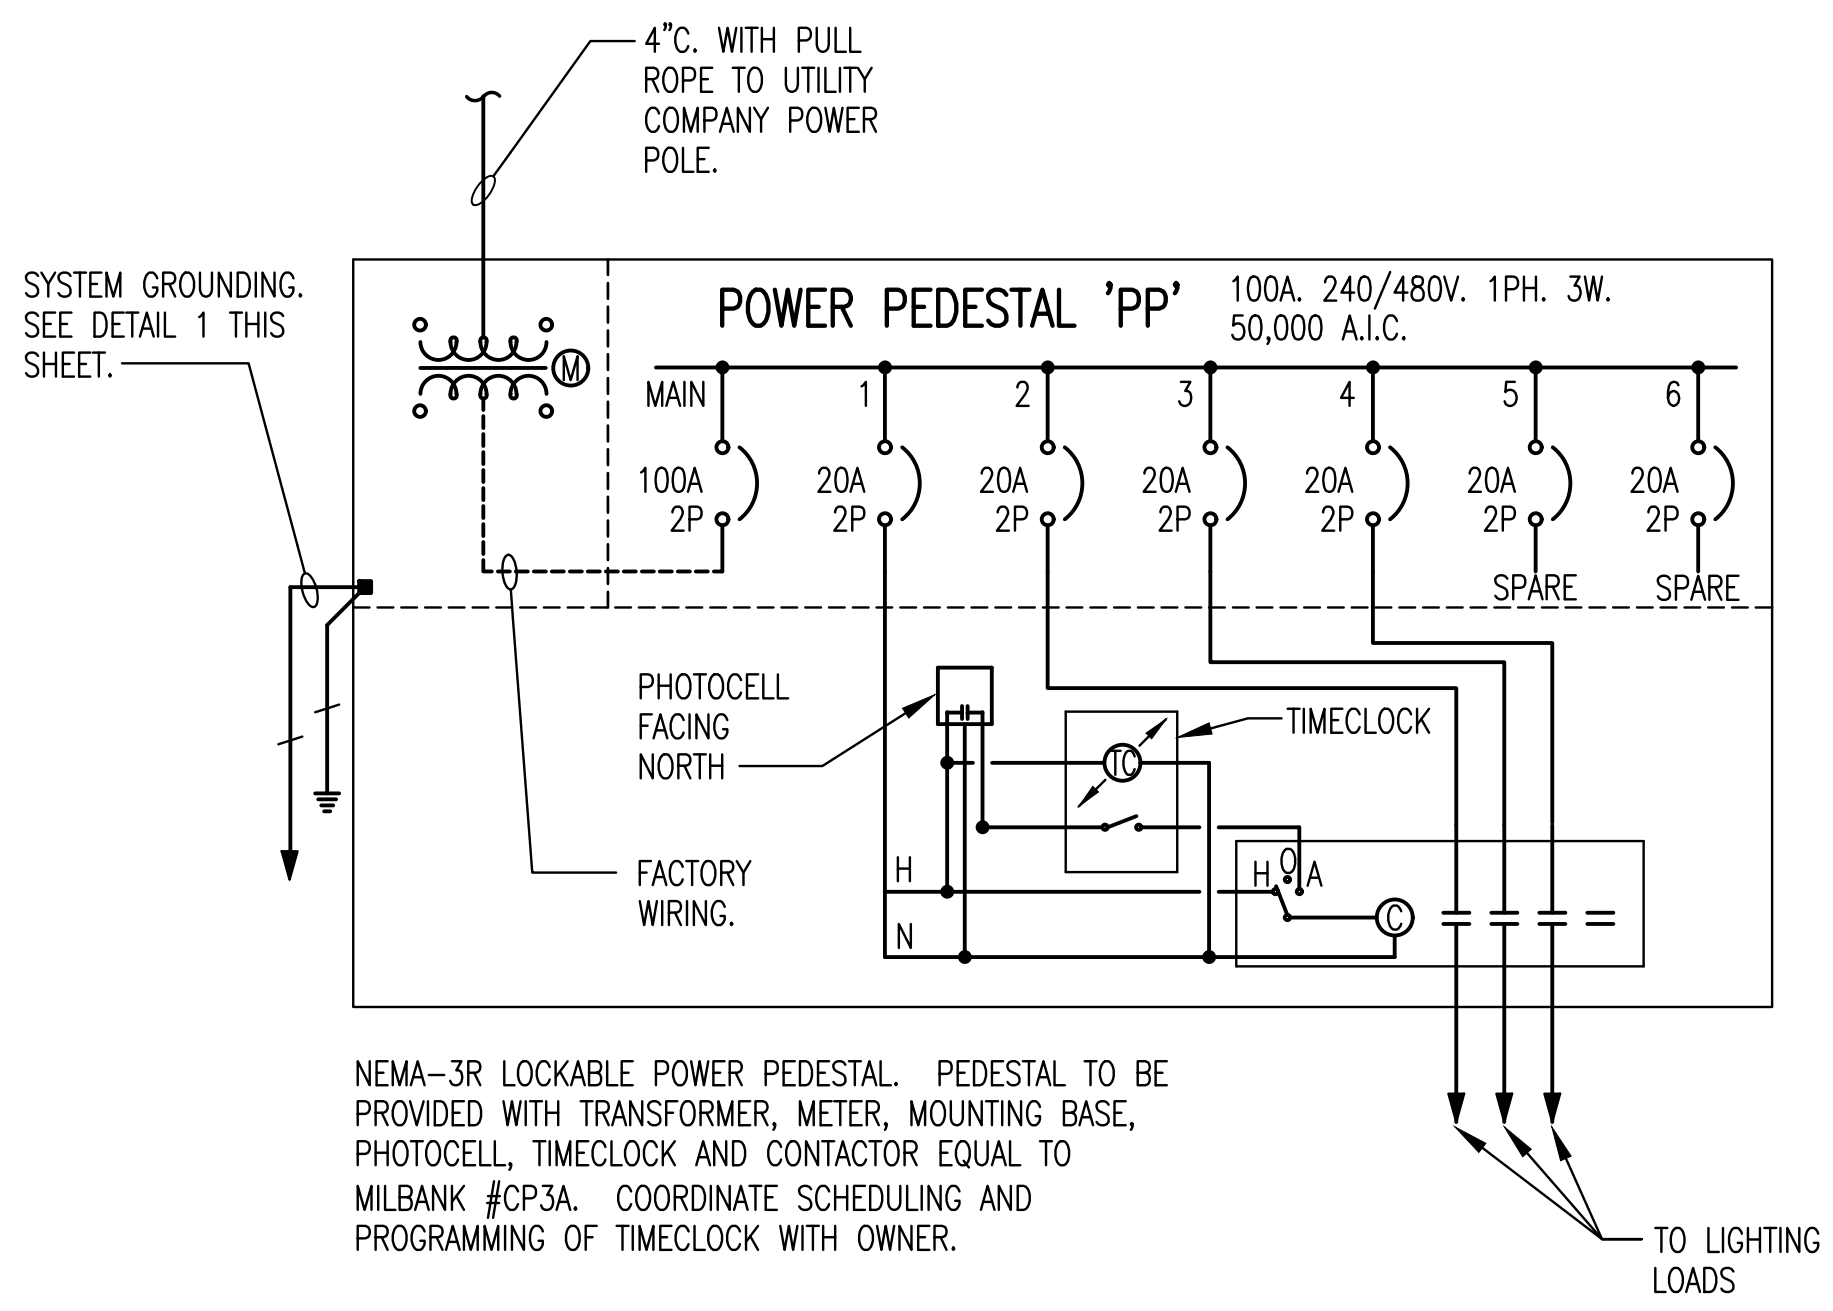 4"C. WITH PULL
ROPE TO UTILITY
COMPANY POWER
POLE.
SYSTEM GROUNDING.
SEE DETAIL 1 THIS
SHEET.
POWER PEDESTAL 'PP'
100A. 240/480V. 1PH. 3W.
50,000 A.I.C.
M
MAIN
1
2
3
4
5
6
100A
2P
20A
2P
20A
2P
20A
2P
20A
2P
20A
2P
20A
2P
SPARE
SPARE
PHOTOCELL
FACING
NORTH
TIMECLOCK
TC
FACTORY
WIRING.
H
N
H
O
A
C
NEMA-3R LOCKABLE POWER PEDESTAL. PEDESTAL TO BE
PROVIDED WITH TRANSFORMER, METER, MOUNTING BASE,
PHOTOCELL, TIMECLOCK AND CONTACTOR EQUAL TO
MILBANK #CP3A. COORDINATE SCHEDULING AND
PROGRAMMING OF TIMECLOCK WITH OWNER.
TO LIGHTING
LOADS